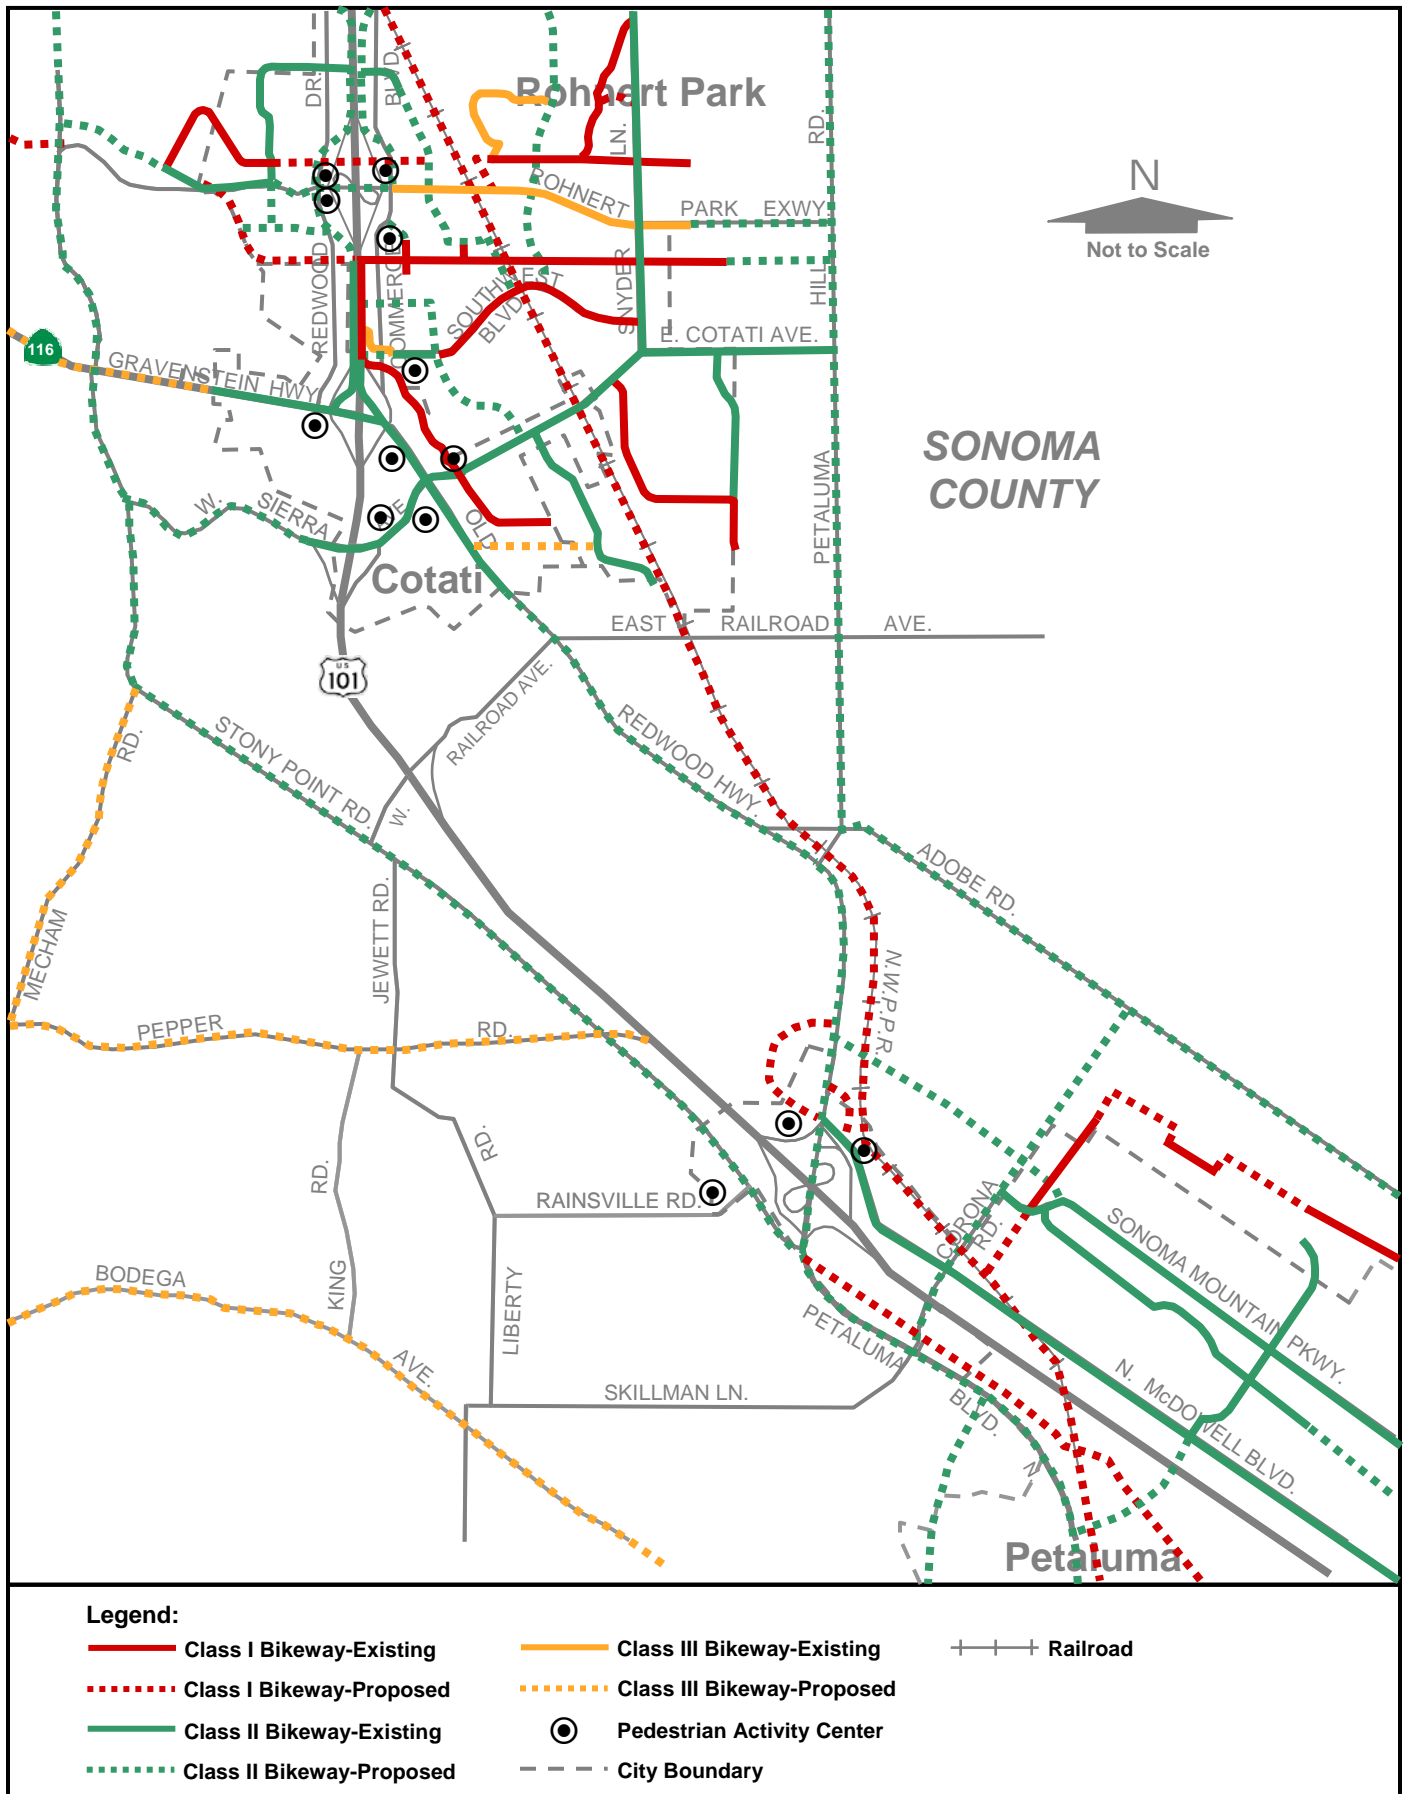 DR.
BLVD.
Rohnert Park
LN.
RD.
N
Not to Scale
ROHNERT
PARK EXWY.
REDWOOD
COMMERCE
SOUTHWEST
BLVD.
SNYDER
HILL
E. COTATI AVE.
116
GRAVENSTEIN HWY.
SONOMA
COUNTY
PETALUMA
W.
SIERRA
OLD
Cotati
EAST RAILROAD AVE.
US
101
RAILROAD AVE.
W.
REDWOOD HWY.
RD.
STONY POINT RD.
ADOBE RD.
MECHAM
JEWETT RD.
N.W.P.P.R.
PEPPER RD.
RD.
RD.
RAINSVILLE RD.
CORONA
RD.
SONOMA MOUNTAIN PKWY.
BODEGA
KING
LIBERTY
PETALUMA
AVE.
SKILLMAN LN.
BLVD.
N.
N. McDOWELL BLVD.
Petaluma
Legend:
Class I Bikeway-Existing
Class III Bikeway-Existing
Railroad
Class I Bikeway-Proposed
Class III Bikeway-Proposed
Class II Bikeway-Existing
Pedestrian Activity Center
Class II Bikeway-Proposed
City Boundary